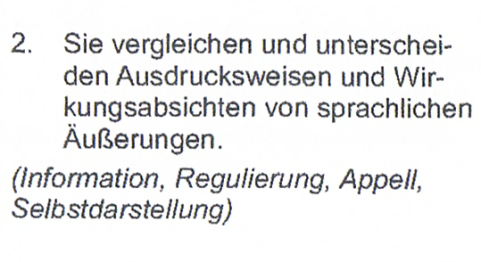 2. Sie vergleichen und unterschei-
den Ausdrucksweisen und Wir-
kungsabsichten von sprachlichen
Äußerungen.
(Information, Regulierung, Appell,
Selbstdarstellung)